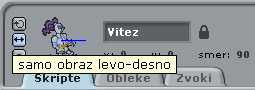 Vitez
smer: 90
samo obraz levo-desno
Skripte Obleke Zvoki